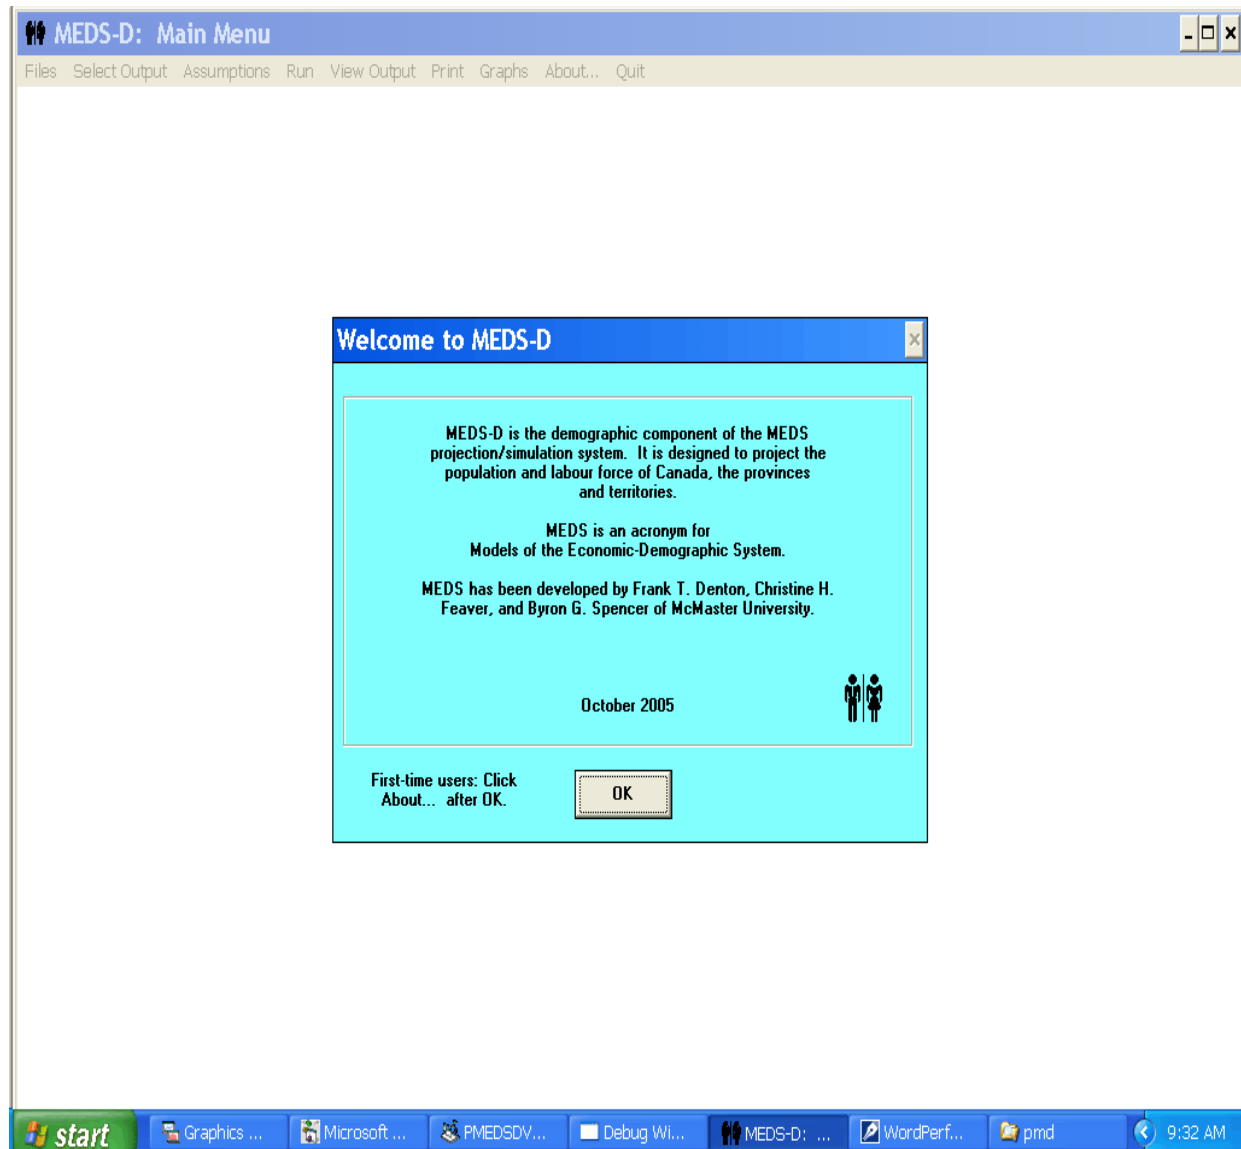 MEDS-D: Main Menu
Files Select Output Assumptions Run View Output Print Graphs About... Quit
Welcome to MEDS-D
MEDS-D is the demographic component of the MEDS
projection/simulation system. It is designed to project the
population and labour force of Canada, the provinces
and territories.
MEDS is an acronym for
Models of the Economic-Demographic System.
MEDS has been developed by Frank T. Denton, Christine H.
Feaver, and Byron G. Spencer of McMaster University.
October 2005
First-time users: Click
About... after OK.
OK
start Graphics ... Microsoft ... PMEDSDV... Debug Wi... MEDS-D: ... WordPerf... pmd 9:32 AM